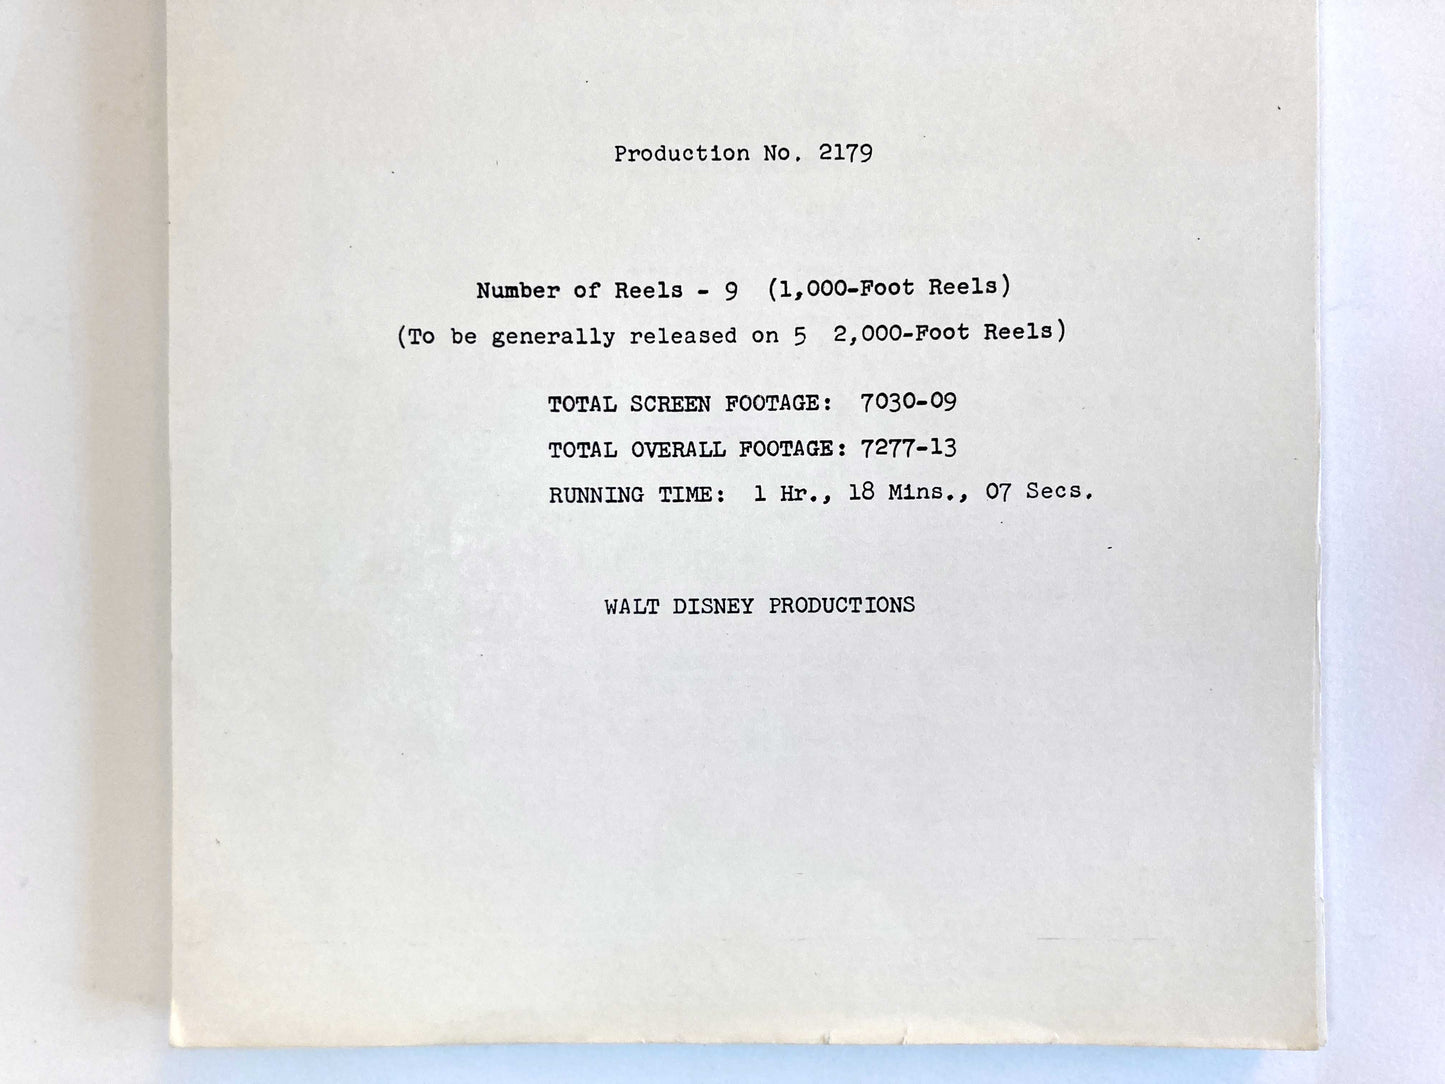 Production No. 2179
Number of Reels - 9 (1,000-Foot Reels)
(To be generally released on 5 2,000-Foot Reels)
TOTAL SCREEN FOOTAGE: 7030-09
TOTAL OVERALL FOOTAGE: 7277-13
RUNNING TIME: 1 Hr., 18 Mins., 07 Secs.
WALT DISNEY PRODUCTIONS